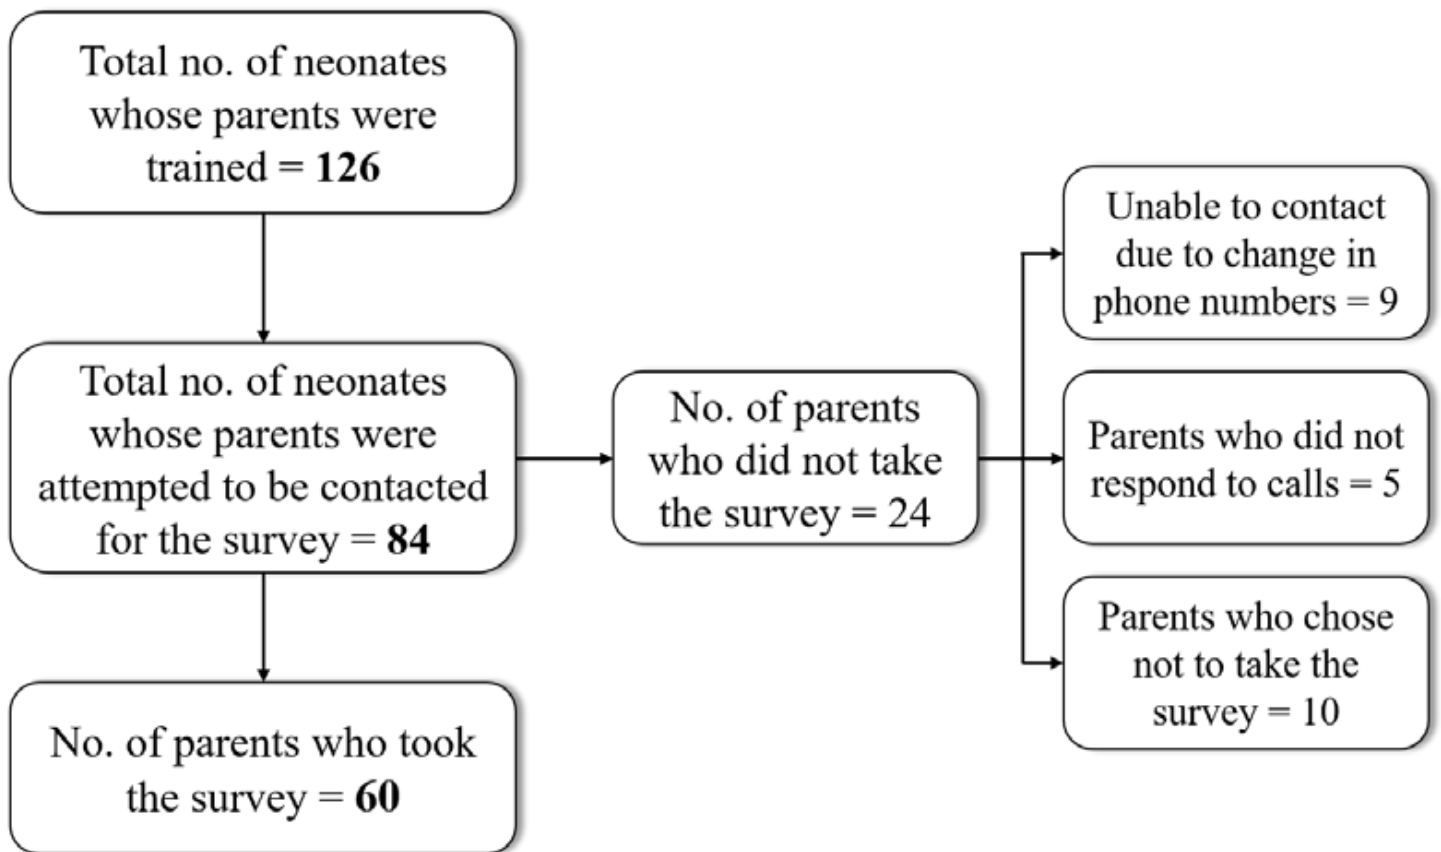 Total no. of neonates
whose parents were
trained = 126
Total no. of neonates
whose parents were
attempted to be contacted
for the survey = 84
No. of parents who took
the survey = 60
No. of parents
who did not take
the survey = 24
Unable to contact
due to change in
phone numbers = 9
Parents who did not
respond to calls = 5
Parents who chose
not to take the
survey = 10